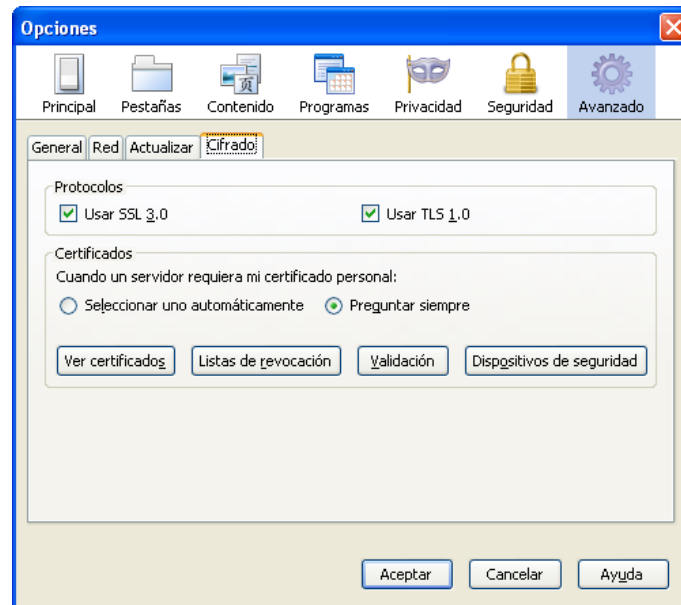 Opciones
Principal Pestañas Contenido Programas Privacidad Seguridad Avanzado
General Red Actualizar Cifrado
Protocolos
Usar SSL 3.0 Usar TLS 1.0
Certificados
Cuando un servidor requiera mi certificado personal:
Seleccionar uno automáticamente Preguntar siempre
Ver certificados Listas de revocación Validación Dispositivos de seguridad
Aceptar Cancelar Ayuda